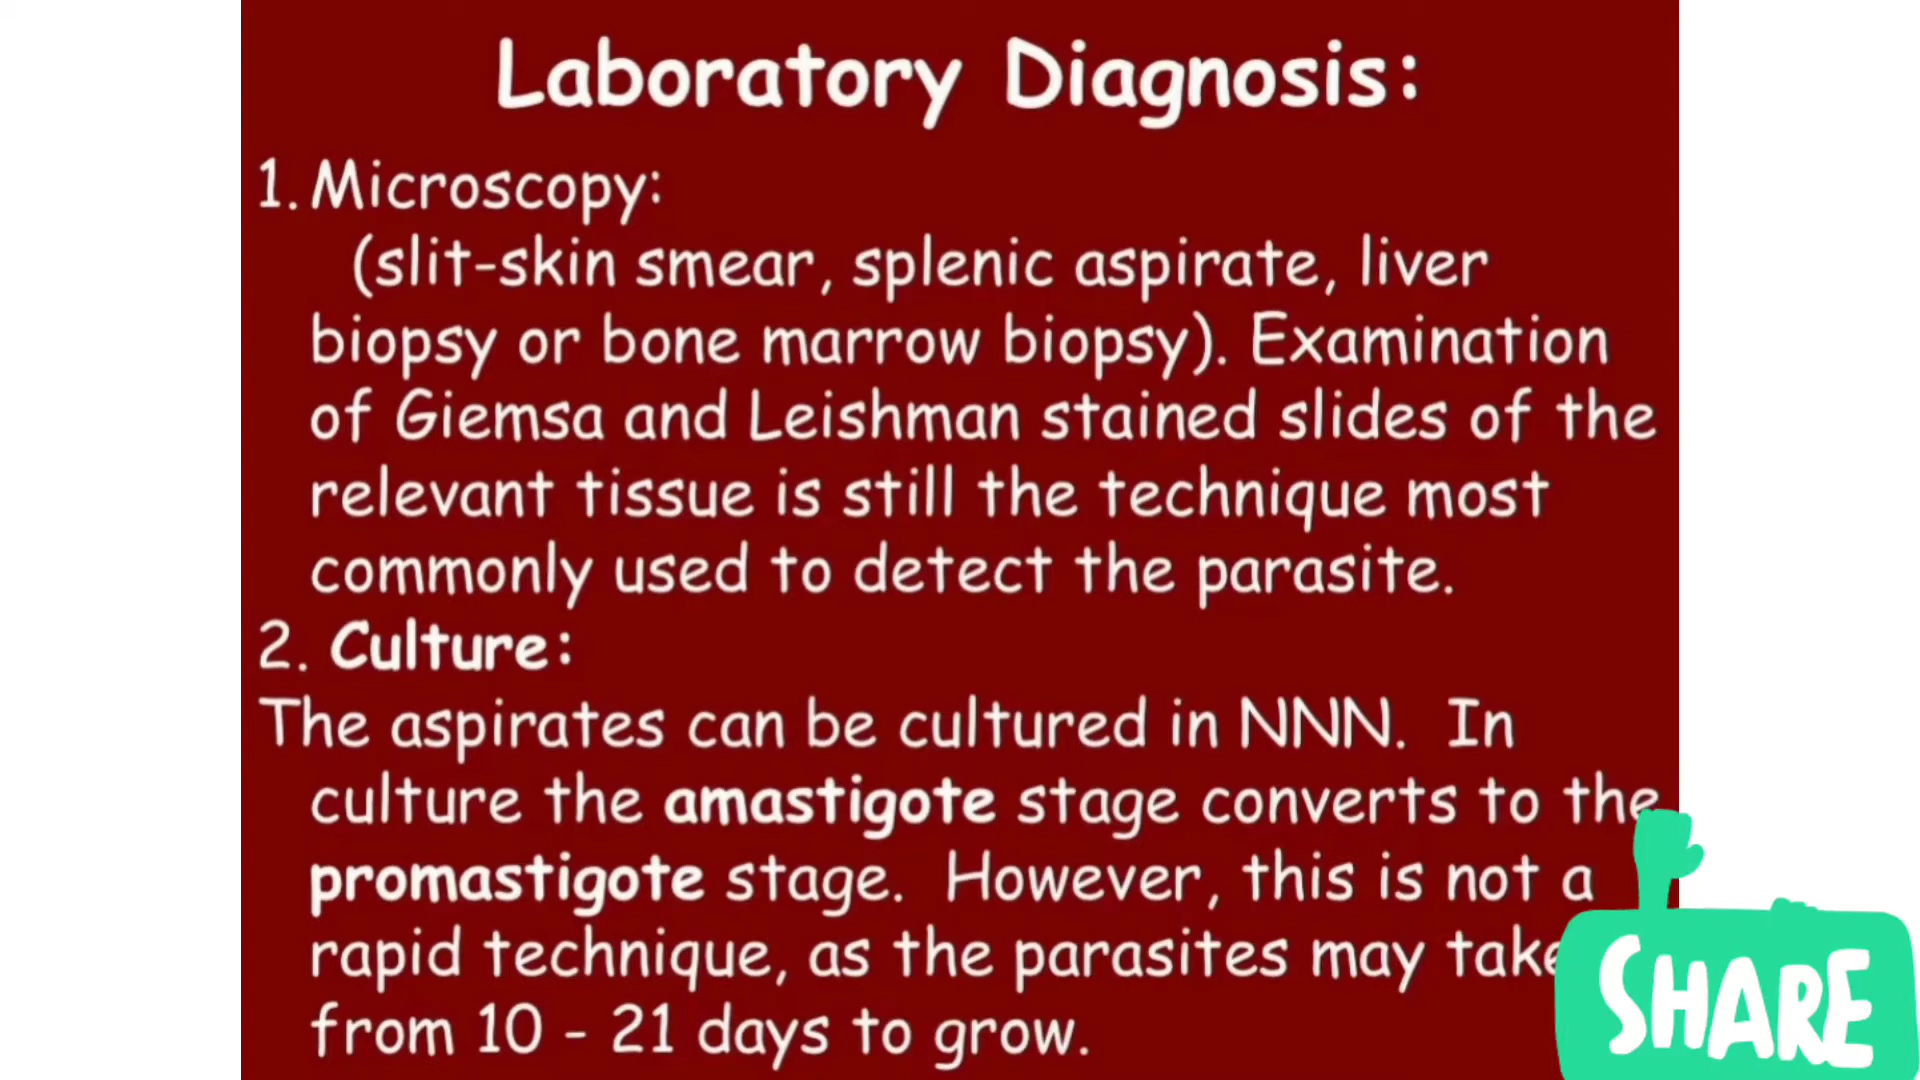 Laboratory Diagnosis:
1. Microscopy:
(slit-skin smear, splenic aspirate, liver
biopsy or bone marrow biopsy). Examination
of Giemsa and Leishman stained slides of the
relevant tissue is still the technique most
commonly used to detect the parasite.
2. Culture:
The aspirates can be cultured in NNN. In
culture the amastigote stage converts to the
promastigote stage. However, this is not a
rapid technique, as the parasites may take
from 10 - 21 days to grow.
SHARE